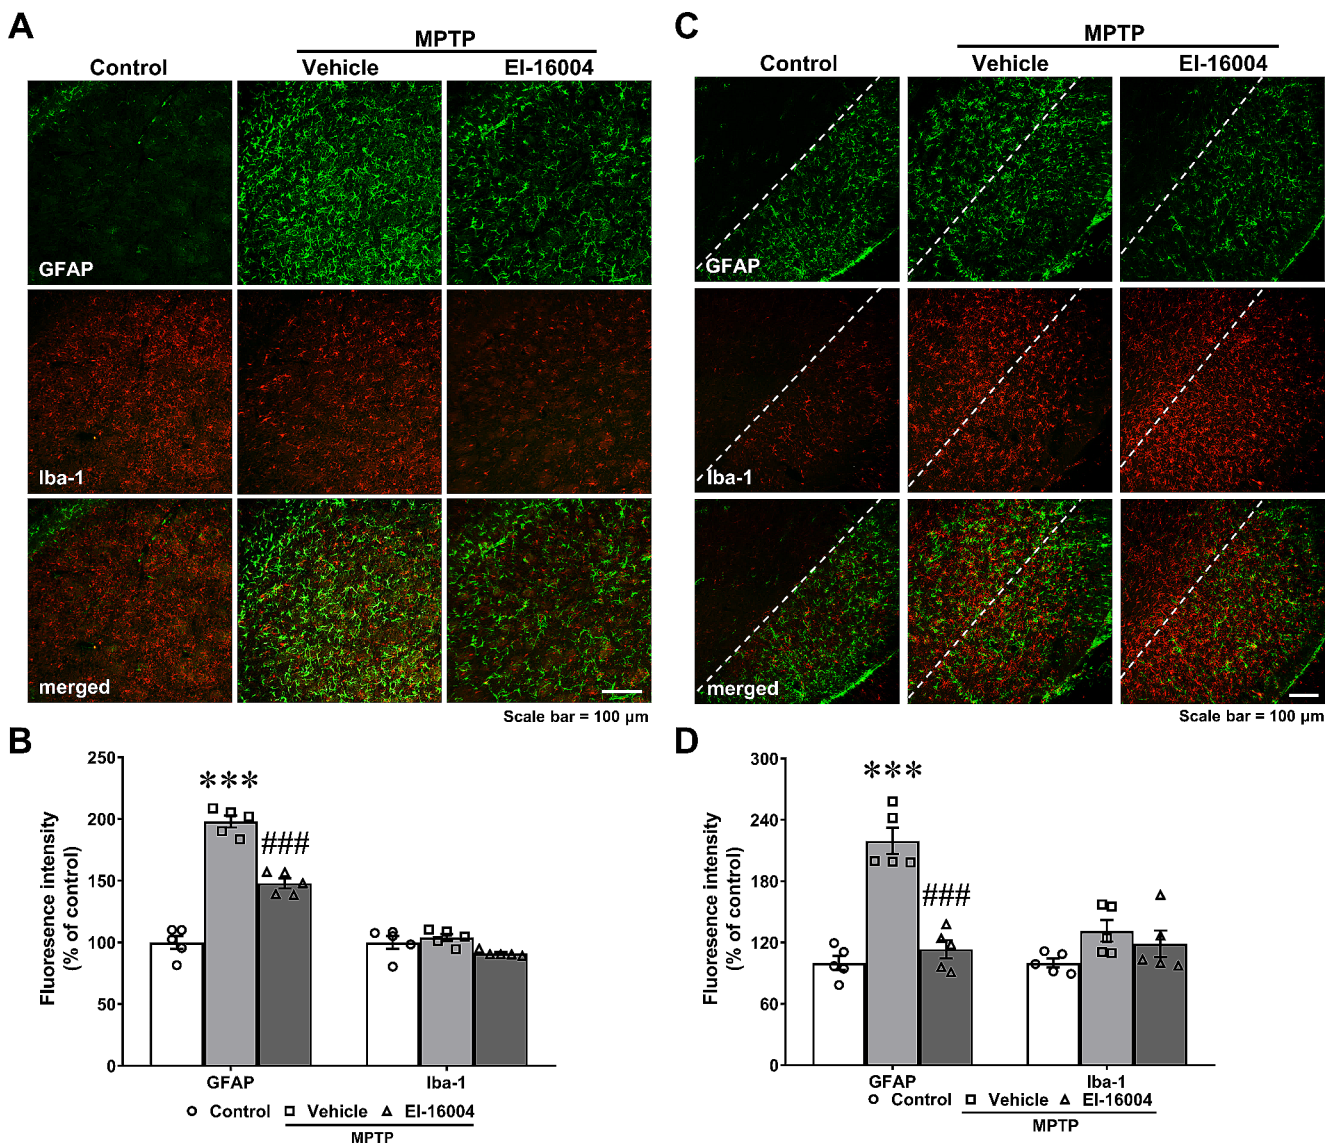 A
MPTP
Control Vehicle EI-16004
GFAP
Iba-1
merged
Scale bar = 100 µm
C
MPTP
Control Vehicle EI-16004
GFAP
Iba-1
merged
Scale bar = 100 µm
B
Fluoresence intensity
(% of control)
250
200
150
100
50
0
***
###
GFAP Iba-1
Control Vehicle EI-16004
MPTP
D
Fluoresence intensity
(% of control)
300
240
180
120
60
0
***
###
GFAP Iba-1
Control Vehicle EI-16004
MPTP